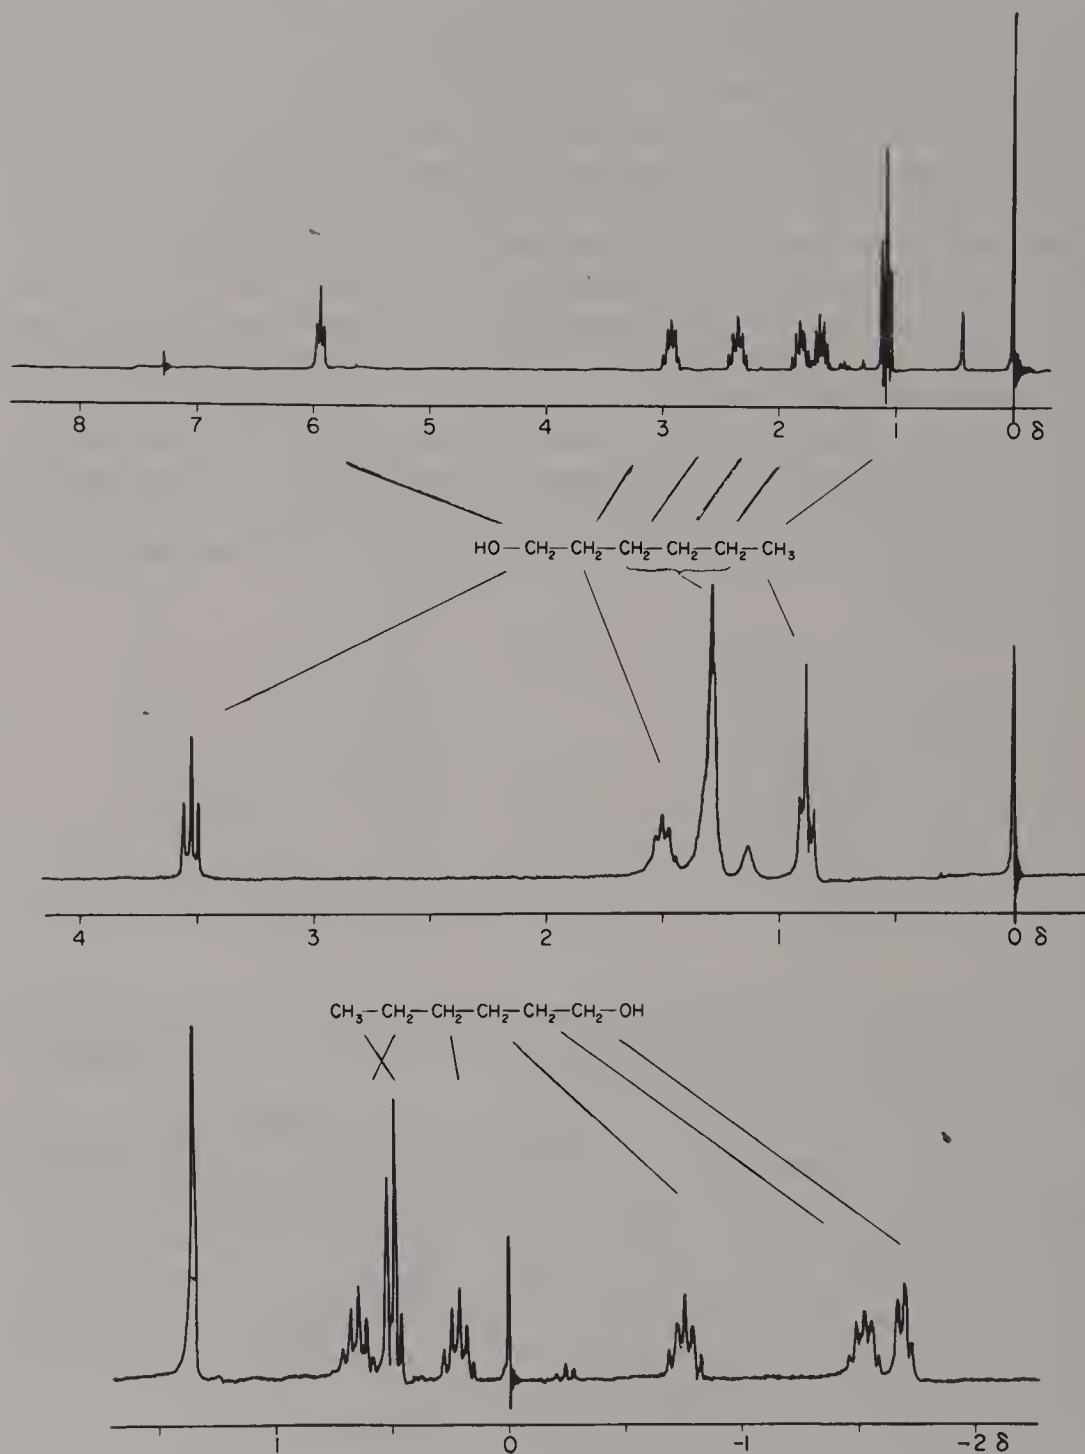 8 7 6 5 4 3 2 1 0 δ
HO—CH₂—CH₂—CH₂—CH₂—CH₂—CH₃
4 3 2 1 0 δ
CH₃—CH₂—CH₂—CH₂—CH₂—CH₂—OH
1 0 -1 -2 δ